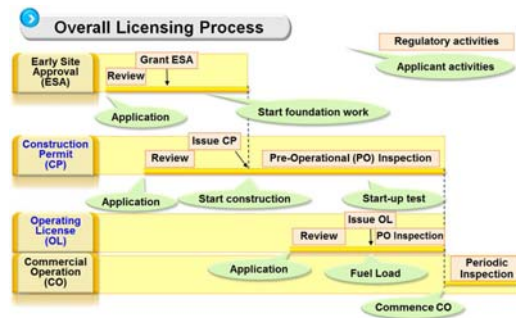 Overall Licensing Process
Early Site
Approval
(ESA)
Grant ESA
Review
Regulatory activities
Applicant activities
Application
Start foundation work
Construction
Permit
(CP)
Issue CP
Review
Pre-Operational (PO) Inspection
Application
Start construction
Start-up test
Operating
License
(OL)
Issue OL
Review
PO Inspection
Commercial
Operation
(CO)
Application
Fuel Load
Periodic
Inspection
Commence CO